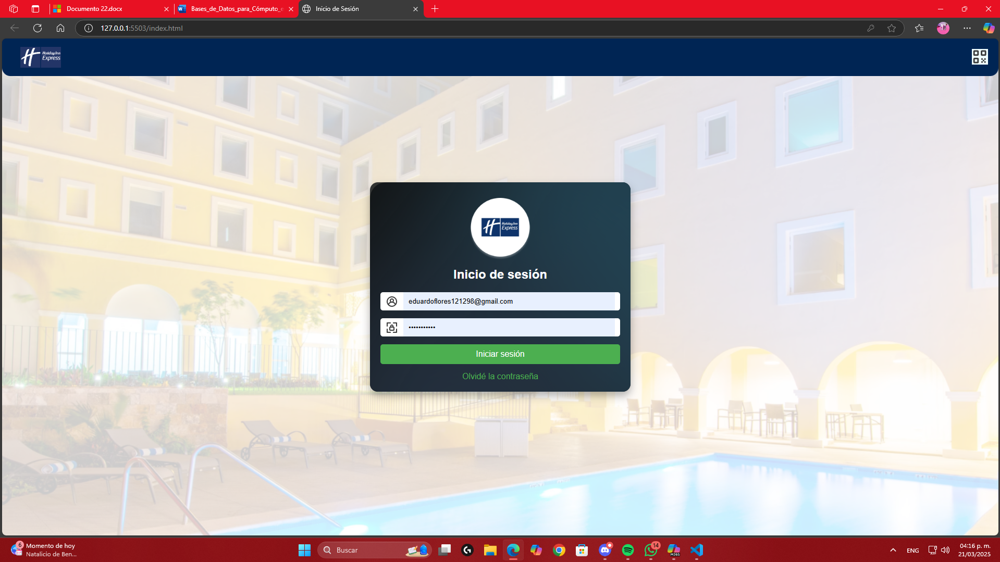 Documento 22.docx
Bases_de_Datos_para_Cómputo_e
Inicio de Sesión
127.0.0.1:5503/index.html
Holiday Inn
Express
Holiday Inn
Express
Inicio de sesión
eduardoflores121298@gmail.com
•••••••••••
Iniciar sesión
Olvidé la contraseña
6
Momento de hoy
Natalicio de Ben...
Buscar
14
M365
ENG
04:16 p. m.
21/03/2025